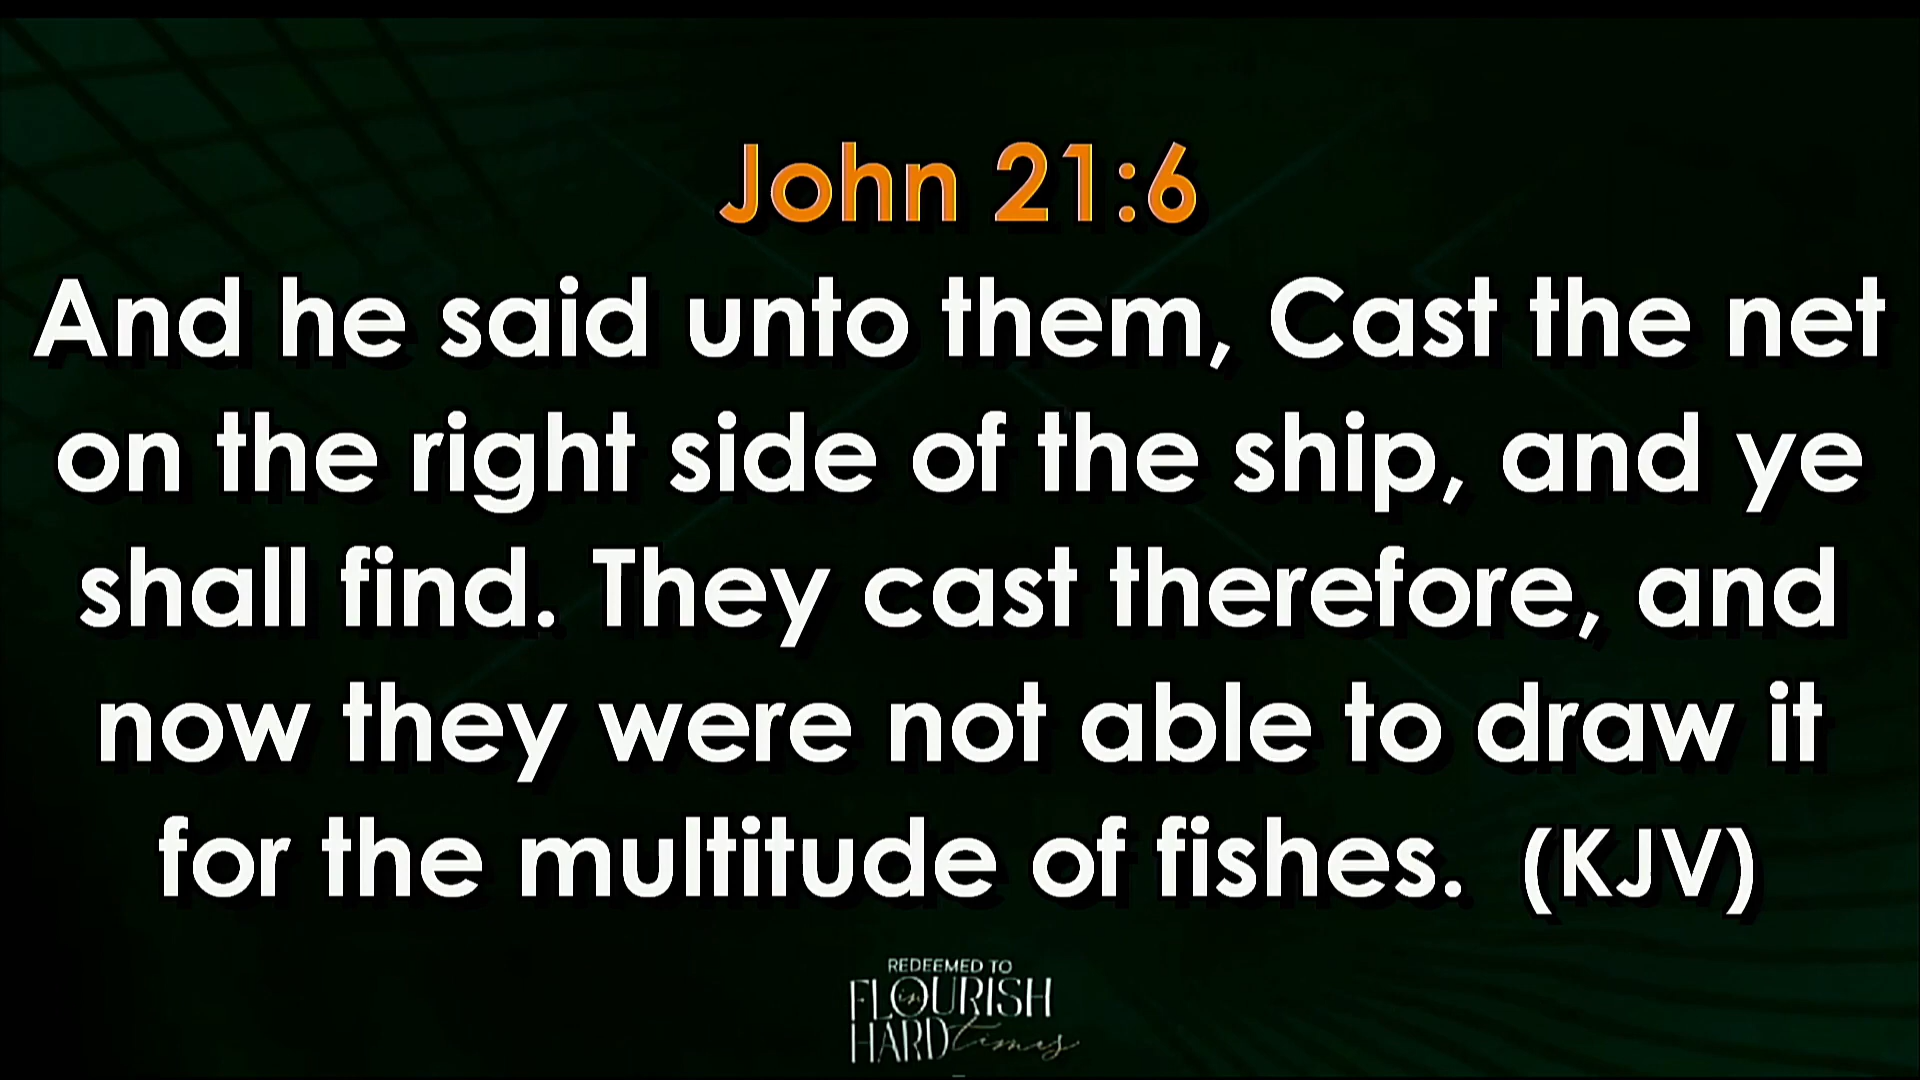 John 21:6
And he said unto them, Cast the net
on the right side of the ship, and ye
shall find. They cast therefore, and
now they were not able to draw it
for the multitude of fishes. (KJV)
REDEEMED TO
FLOURISH
in
HARD times